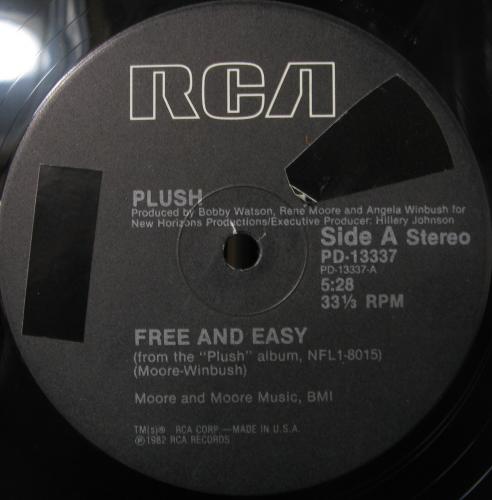 RCA
PLUSH
Produced by Bobby Watson, Rene Moore and Angela Winbush for
New Horizons Productions/Executive Producer: Hillery Johnson
Side A Stereo
PD-13337
PD-13337-A
5:28
33⅓ RPM
FREE AND EASY
(from the "Plush" album, NFL1-8015)
(Moore-Winbush)
Moore and Moore Music, BMI
TM(s)® RCA CORP.—MADE IN U.S.A.
℗1982 RCA RECORDS